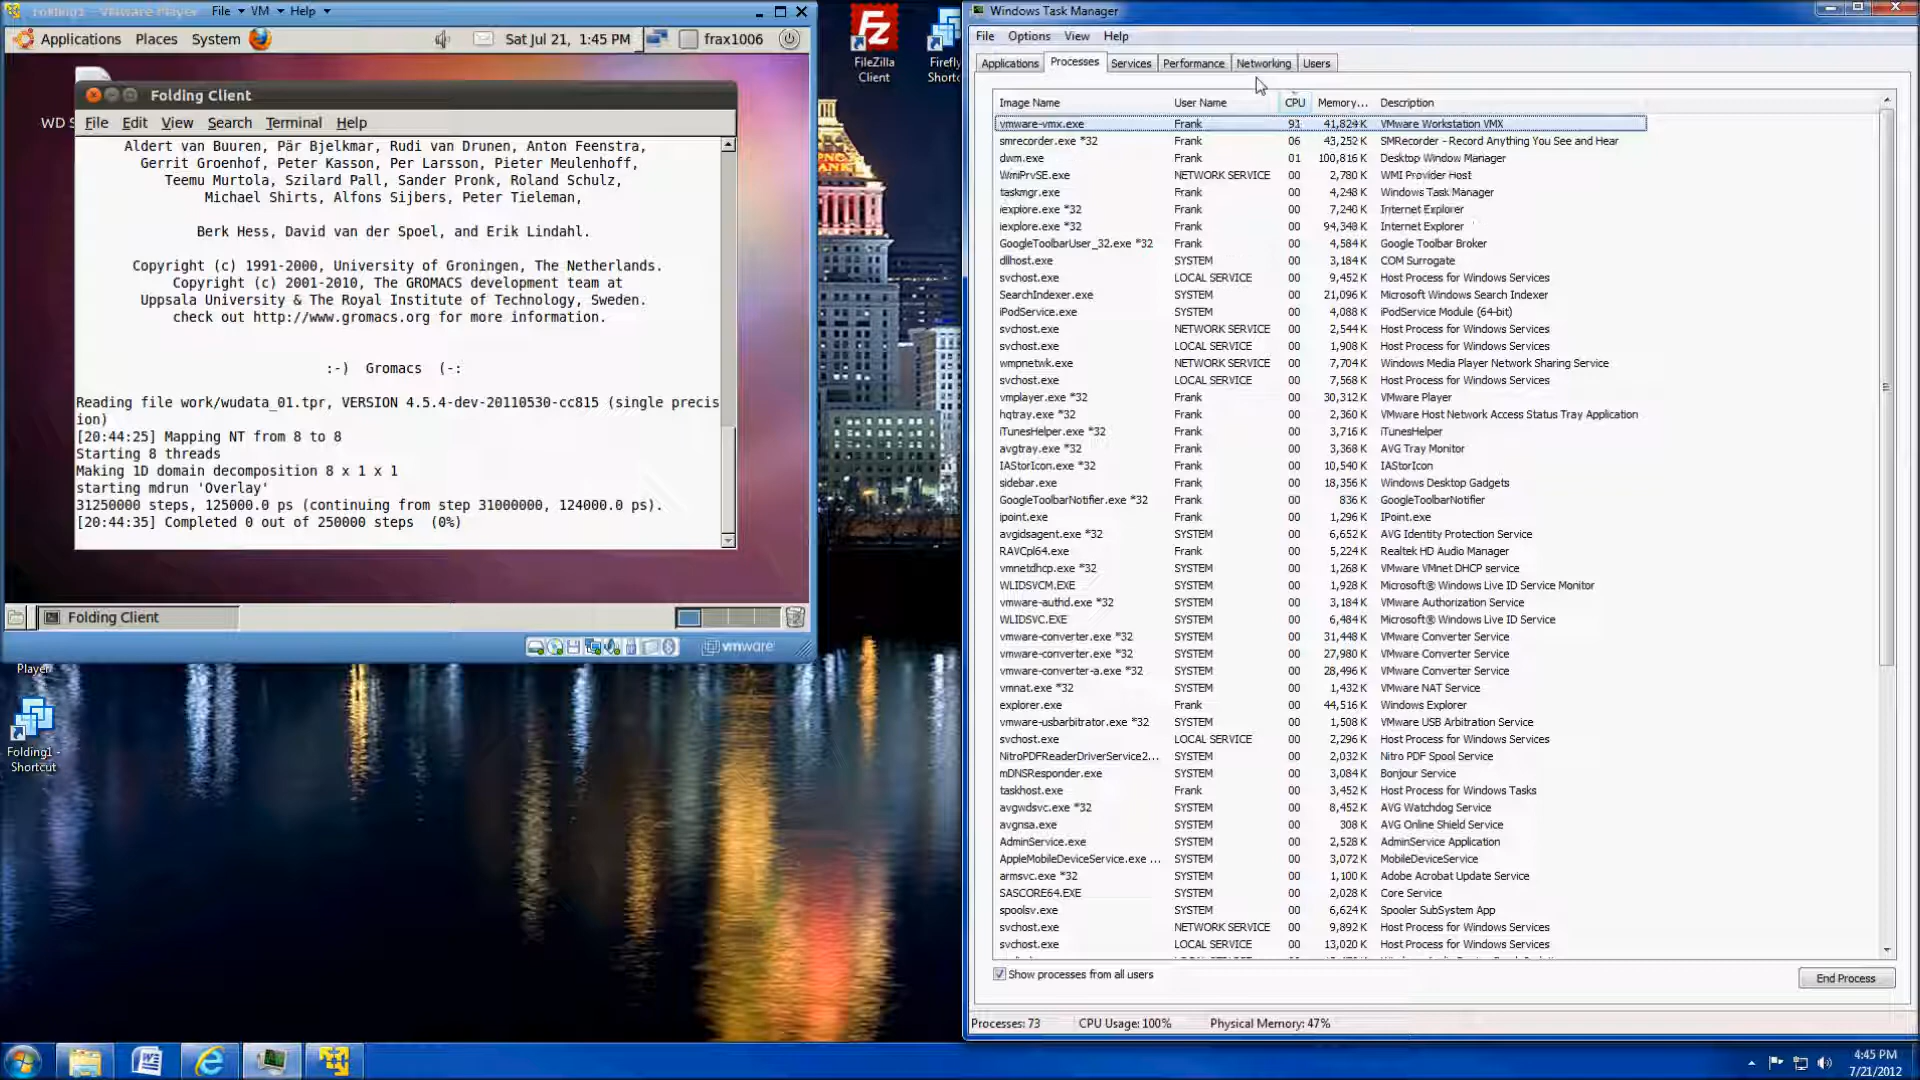 Folding1 - VMware Player File VM Help
Applications Places System Sat Jul 21, 1:45 PM frax1006
WD S
Folding Client
File Edit View Search Terminal Help
Aldert van Buuren, Pär Bjelkmar, Rudi van Drunen, Anton Feenstra,
Gerrit Groenhof, Peter Kasson, Per Larsson, Pieter Meulenhoff,
Teemu Murtola, Szilard Pall, Sander Pronk, Roland Schulz,
Michael Shirts, Alfons Sijbers, Peter Tieleman,
Berk Hess, David van der Spoel, and Erik Lindahl.
Copyright (c) 1991-2000, University of Groningen, The Netherlands.
Copyright (c) 2001-2010, The GROMACS development team at
Uppsala University & The Royal Institute of Technology, Sweden.
check out http://www.gromacs.org for more information.
:-) Gromacs (-:
Reading file work/wudata_01.tpr, VERSION 4.5.4-dev-20110530-cc815 (single precis
ion)
[20:44:25] Mapping NT from 8 to 8
Starting 8 threads
Making 1D domain decomposition 8 x 1 x 1
starting mdrun 'Overlay'
31250000 steps, 125000.0 ps (continuing from step 31000000, 124000.0 ps).
[20:44:35] Completed 0 out of 250000 steps (0%)
Folding Client
vmware
Player
Folding1 -
Shortcut
FileZilla
Client
Firefly
Shortc
Windows Task Manager
File Options View Help
Applications Processes Services Performance Networking Users
Image Name User Name CPU Memory... Description
vmware-vmx.exe Frank 91 41,824 K VMware Workstation VMX
smrecorder.exe *32 Frank 06 43,252 K SMRecorder - Record Anything You See and Hear
dwm.exe Frank 01 100,816 K Desktop Window Manager
WmiPrvSE.exe NETWORK SERVICE 00 2,780 K WMI Provider Host
taskmgr.exe Frank 00 4,248 K Windows Task Manager
iexplore.exe *32 Frank 00 7,240 K Internet Explorer
iexplore.exe *32 Frank 00 94,348 K Internet Explorer
GoogleToolbarUser_32.exe *32 Frank 00 4,584 K Google Toolbar Broker
dllhost.exe SYSTEM 00 3,184 K COM Surrogate
svchost.exe LOCAL SERVICE 00 9,452 K Host Process for Windows Services
SearchIndexer.exe SYSTEM 00 21,096 K Microsoft Windows Search Indexer
iPodService.exe SYSTEM 00 4,088 K iPodService Module (64-bit)
svchost.exe NETWORK SERVICE 00 2,544 K Host Process for Windows Services
svchost.exe LOCAL SERVICE 00 1,908 K Host Process for Windows Services
wmpnetwk.exe NETWORK SERVICE 00 7,704 K Windows Media Player Network Sharing Service
svchost.exe LOCAL SERVICE 00 7,568 K Host Process for Windows Services
vmplayer.exe *32 Frank 00 30,312 K VMware Player
hqtray.exe *32 Frank 00 2,360 K VMware Host Network Access Status Tray Application
iTunesHelper.exe *32 Frank 00 3,716 K iTunesHelper
avgtray.exe *32 Frank 00 3,368 K AVG Tray Monitor
IAStorIcon.exe *32 Frank 00 10,540 K IAStorIcon
sidebar.exe Frank 00 18,356 K Windows Desktop Gadgets
GoogleToolbarNotifier.exe *32 Frank 00 836 K GoogleToolbarNotifier
ipoint.exe Frank 00 1,296 K IPoint.exe
avgidsagent.exe *32 SYSTEM 00 6,652 K AVG Identity Protection Service
RAVCpl64.exe Frank 00 5,224 K Realtek HD Audio Manager
vmnetdhcp.exe *32 SYSTEM 00 1,268 K VMware VMnet DHCP service
WLIDSVCM.EXE SYSTEM 00 1,928 K Microsoft® Windows Live ID Service Monitor
vmware-authd.exe *32 SYSTEM 00 3,184 K VMware Authorization Service
WLIDSVC.EXE SYSTEM 00 6,484 K Microsoft® Windows Live ID Service
vmware-converter.exe *32 SYSTEM 00 31,448 K VMware Converter Service
vmware-converter.exe *32 SYSTEM 00 27,980 K VMware Converter Service
vmware-converter-a.exe *32 SYSTEM 00 28,496 K VMware Converter Service
vmnat.exe *32 SYSTEM 00 1,432 K VMware NAT Service
explorer.exe Frank 00 44,516 K Windows Explorer
vmware-usbarbitrator.exe *32 SYSTEM 00 1,508 K VMware USB Arbitration Service
svchost.exe LOCAL SERVICE 00 2,296 K Host Process for Windows Services
NitroPDFReaderDriverService2... SYSTEM 00 2,032 K Nitro PDF Spool Service
mDNSResponder.exe SYSTEM 00 3,084 K Bonjour Service
taskhost.exe Frank 00 3,452 K Host Process for Windows Tasks
avgwdsvc.exe *32 SYSTEM 00 8,452 K AVG Watchdog Service
avgnsa.exe SYSTEM 00 308 K AVG Online Shield Service
AdminService.exe SYSTEM 00 2,528 K AdminService Application
AppleMobileDeviceService.exe ... SYSTEM 00 3,072 K MobileDeviceService
armsvc.exe *32 SYSTEM 00 1,100 K Adobe Acrobat Update Service
SASCORE64.EXE SYSTEM 00 2,028 K Core Service
spoolsv.exe SYSTEM 00 6,624 K Spooler SubSystem App
svchost.exe NETWORK SERVICE 00 9,892 K Host Process for Windows Services
svchost.exe LOCAL SERVICE 00 13,020 K Host Process for Windows Services
Show processes from all users End Process
Processes: 73 CPU Usage: 100% Physical Memory: 47%
4:45 PM
7/21/2012